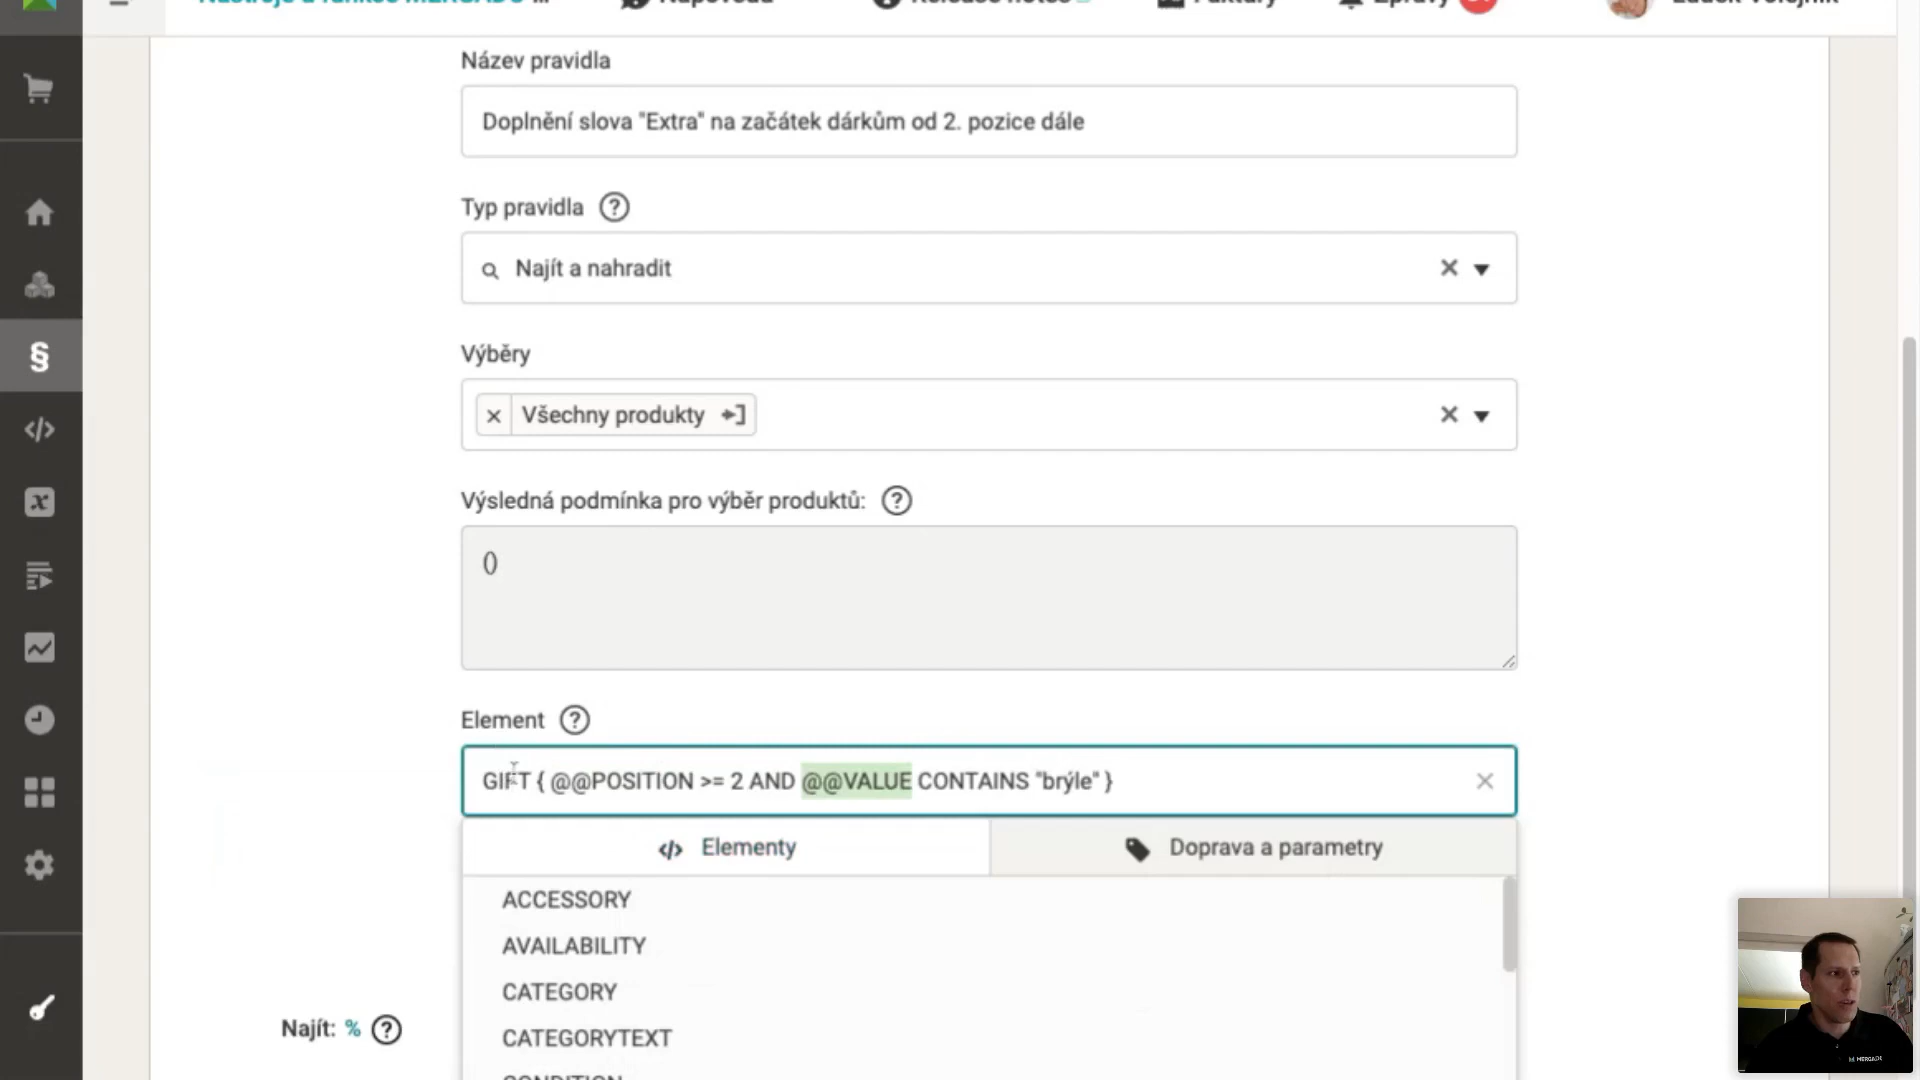 Název pravidla
Doplnění slova "Extra" na začátek dárkům od 2. pozice dále
Typ pravidla ?
Najít a nahradit
Výběry
Všechny produkty
Výsledná podmínka pro výběr produktů: ?
()
Element ?
GIFT { @@POSITION >= 2 AND @@VALUE CONTAINS "brýle" }
</> Elementy
Doprava a parametry
ACCESSORY
AVAILABILITY
CATEGORY
CATEGORYTEXT
CONDITION
Najít: % ?
MERGADO